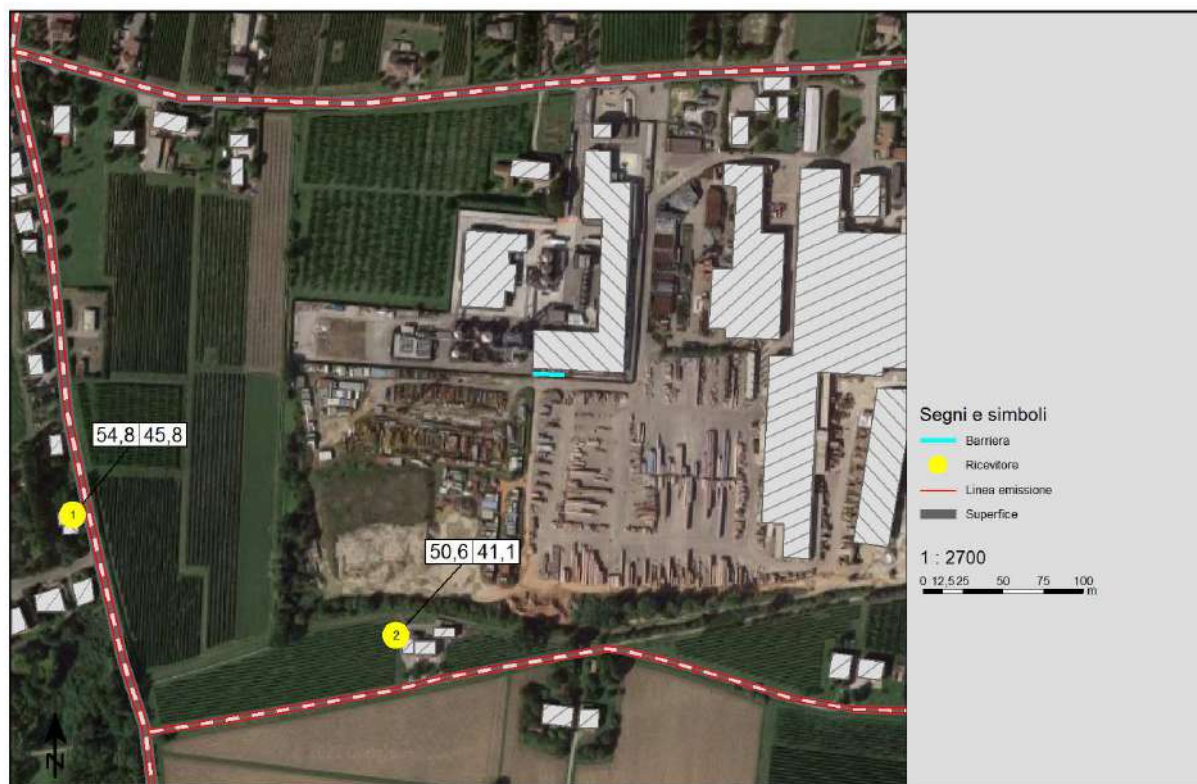 54,8 45,8
1
50,6 41,1
2
N
Segni e simboli
Barriera
Ricevitore
Linea emissione
Superfice
1 : 2700
0 12,525 50 75 100
m